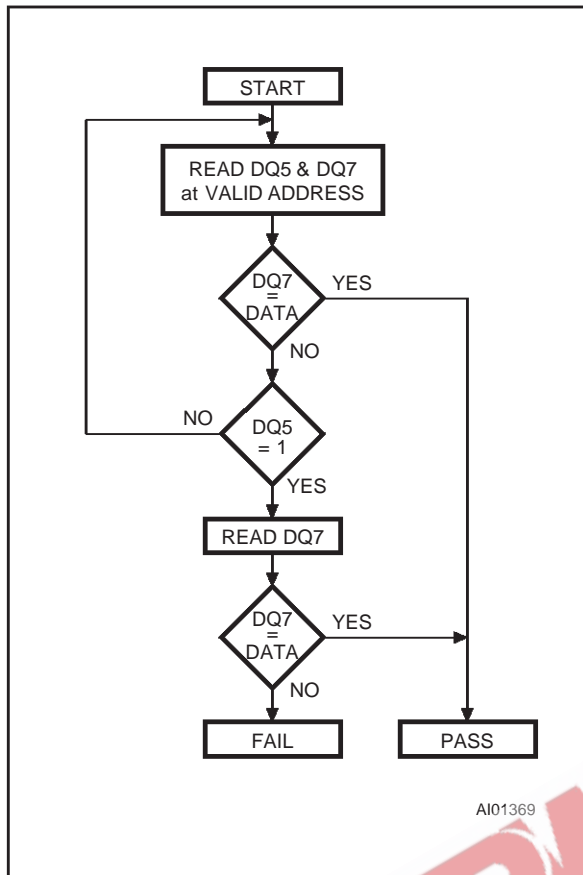 START
READ DQ5 & DQ7
at VALID ADDRESS
DQ7
=
DATA
YES
NO
DQ5
= 1
NO
YES
READ DQ7
DQ7
=
DATA
YES
NO
FAIL
PASS
AI01369